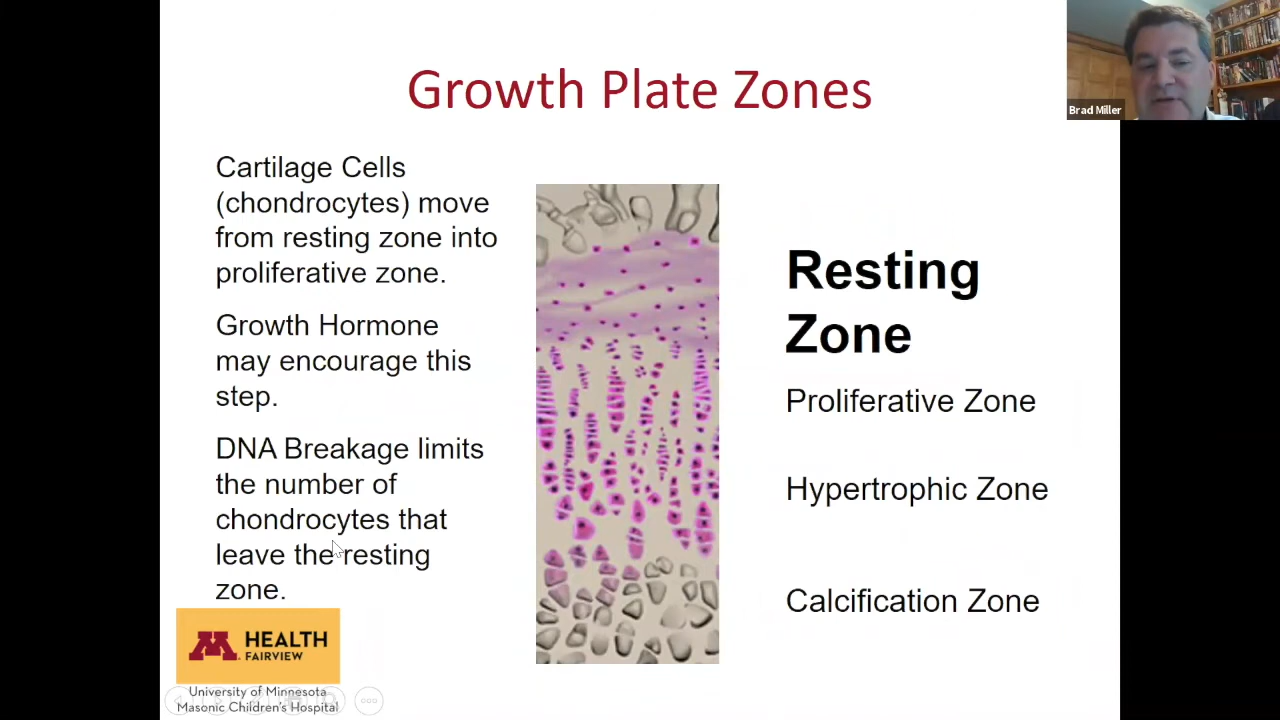 Growth Plate Zones
Brad Miller
Cartilage Cells
(chondrocytes) move
from resting zone into
proliferative zone.
Growth Hormone
may encourage this
step.
DNA Breakage limits
the number of
chondrocytes that
leave the resting
zone.
Resting
Zone
Proliferative Zone
Hypertrophic Zone
Calcification Zone
M HEALTH
FAIRVIEW
University of Minnesota
Masonic Children's Hospital